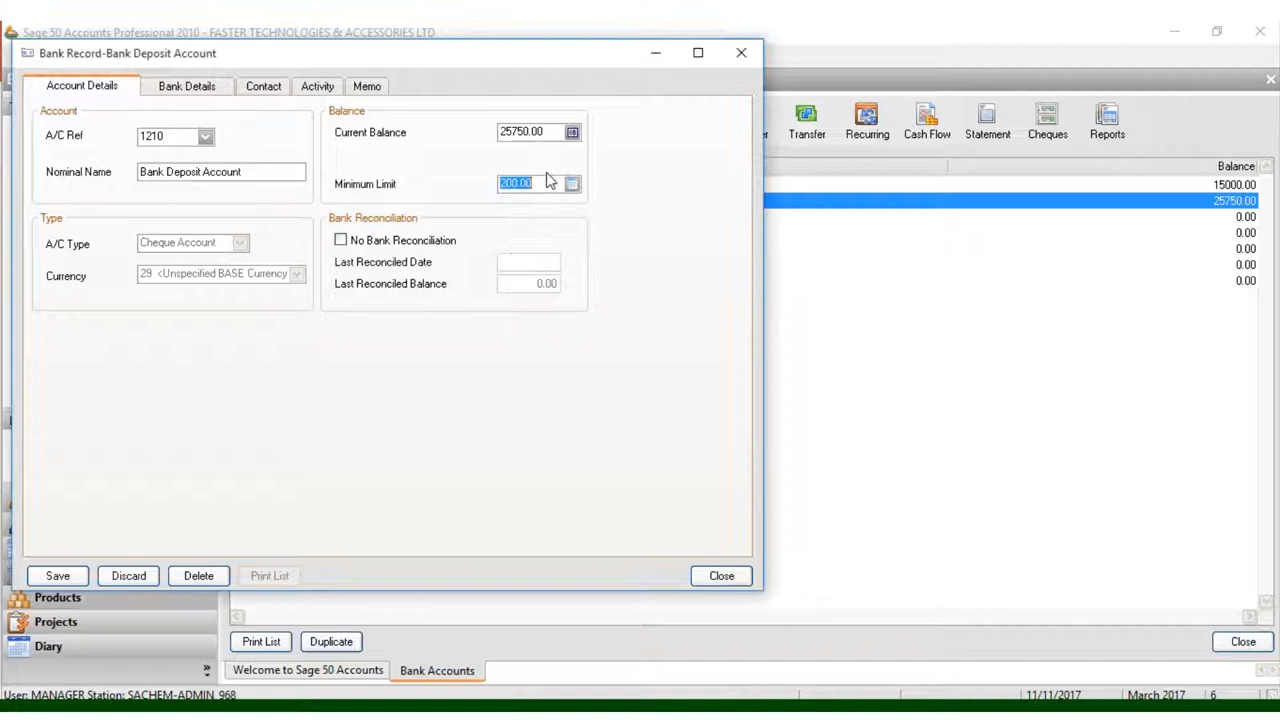 Sage 50 Accounts Professional 2010 - FASTER TECHNOLOGIES & ACCESSORIES LTD
Bank Record-Bank Deposit Account
Account Details Bank Details Contact Activity Memo
Account
A/C Ref 1210
Nominal Name Bank Deposit Account
Balance
Current Balance 25750.00
Minimum Limit 200.00
Type
A/C Type Cheque Account
Currency 29 <Unspecified BASE Currency
Bank Reconciliation
No Bank Reconciliation
Last Reconciled Date
Last Reconciled Balance 0.00
Save Discard Delete Print List Close
Transfer Recurring Cash Flow Statement Cheques Reports
Balance
15000.00
25750.00
0.00
0.00
0.00
0.00
0.00
Products
Projects
Diary
Print List Duplicate Close
Welcome to Sage 50 Accounts Bank Accounts
User: MANAGER Station: SACHEM-ADMIN_968 11/11/2017 March 2017 6